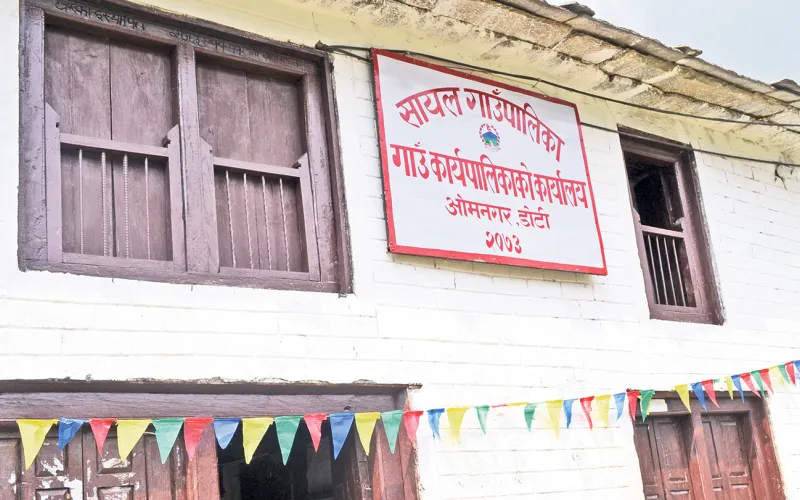 सायल गाउँपालिका
गाउँ कार्यपालिकाको कार्यालय
ओमनगर, डोटी
२०७३